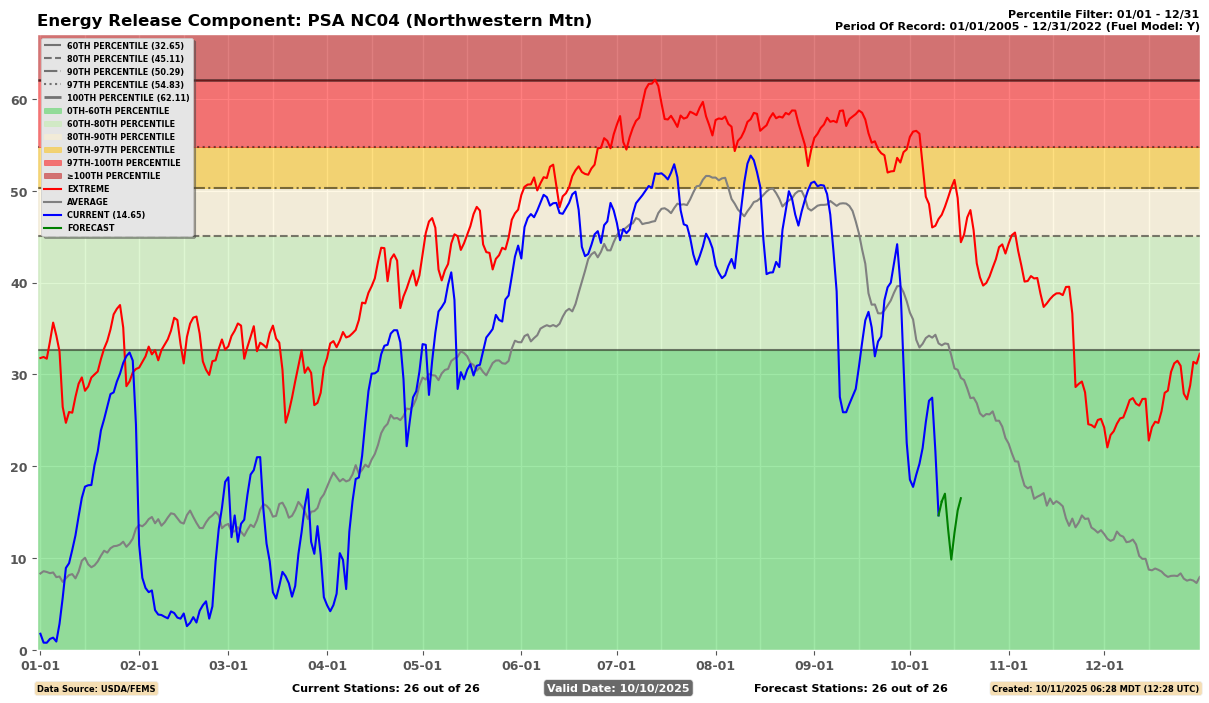 Energy Release Component: PSA NC04 (Northwestern Mtn)
Percentile Filter: 01/01 - 12/31
Period Of Record: 01/01/2005 - 12/31/2022 (Fuel Model: Y)
60TH PERCENTILE (32.65)
80TH PERCENTILE (45.11)
90TH PERCENTILE (50.29)
97TH PERCENTILE (54.83)
100TH PERCENTILE (62.11)
0TH-60TH PERCENTILE
60TH-80TH PERCENTILE
80TH-90TH PERCENTILE
90TH-97TH PERCENTILE
97TH-100TH PERCENTILE
≥100TH PERCENTILE
EXTREME
AVERAGE
CURRENT (14.65)
FORECAST
60
50
40
30
20
10
0
01-01 02-01 03-01 04-01 05-01 06-01 07-01 08-01 09-01 10-01 11-01 12-01
Data Source: USDA/FEMS Current Stations: 26 out of 26 Valid Date: 10/10/2025 Forecast Stations: 26 out of 26 Created: 10/11/2025 06:28 MDT (12:28 UTC)